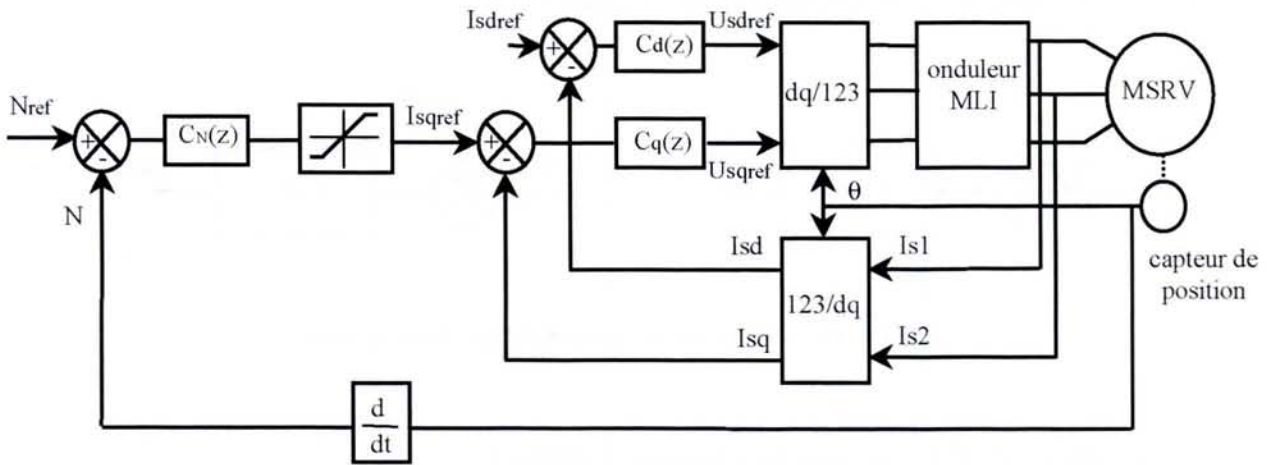 Isdref
+
-
Cd(z)
Usdref
dq/123
onduleur
MLI
MSRV
Nref
+
-
CN(z)
Isqref
+
-
Cq(z)
Usqref
θ
N
Isd
Is1
123/dq
capteur de
position
Isq
Is2
d
dt